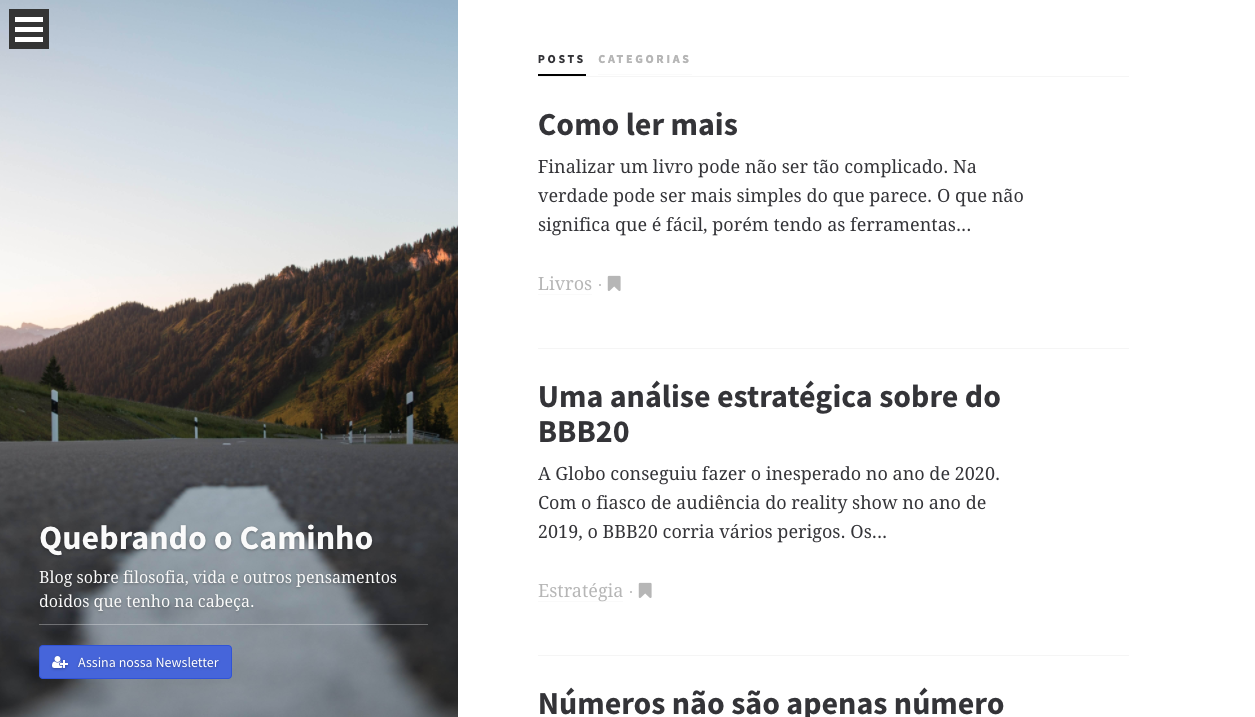 Quebrando o Caminho
Blog sobre filosofia, vida e outros pensamentos
doidos que tenho na cabeça.
Assina nossa Newsletter
POSTS CATEGORIAS
Como ler mais
Finalizar um livro pode não ser tão complicado. Na
verdade pode ser mais simples do que parece. O que não
significa que é fácil, porém tendo as ferramentas...
Livros ·
Uma análise estratégica sobre do
BBB20
A Globo conseguiu fazer o inesperado no ano de 2020.
Com o fiasco de audiência do reality show no ano de
2019, o BBB20 corria vários perigos. Os...
Estratégia ·
Números não são apenas número